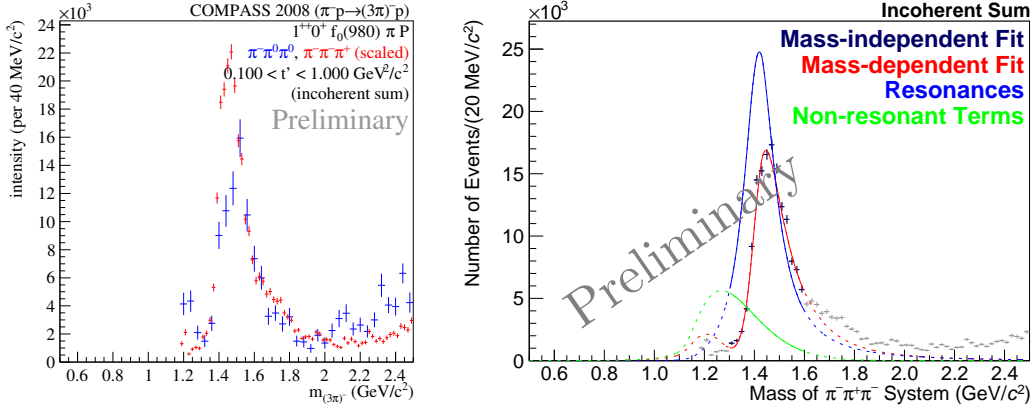 COMPASS 2008 (π⁻p→(3π)⁻p)
1⁺⁺0⁺ f₀(980) π P
π⁻π⁰π⁰, π⁻π⁻π⁺ (scaled)
0.100 < t' < 1.000 GeV²/c²
(incoherent sum)
Preliminary
×10³
intensity (per 40 MeV/c²)
24
22
20
18
16
14
12
10
8
6
4
2
0
0.6 0.8 1 1.2 1.4 1.6 1.8 2 2.2 2.4
m(3π)⁻ (GeV/c²)
×10³
Incoherent Sum
Mass-independent Fit
Mass-dependent Fit
Resonances
Non-resonant Terms
Preliminary
Number of Events/(20 MeV/c²)
25
20
15
10
5
0
0.6 0.8 1.0 1.2 1.4 1.6 1.8 2.0 2.2 2.4
Mass of π⁻π⁺π⁻ System (GeV/c²)